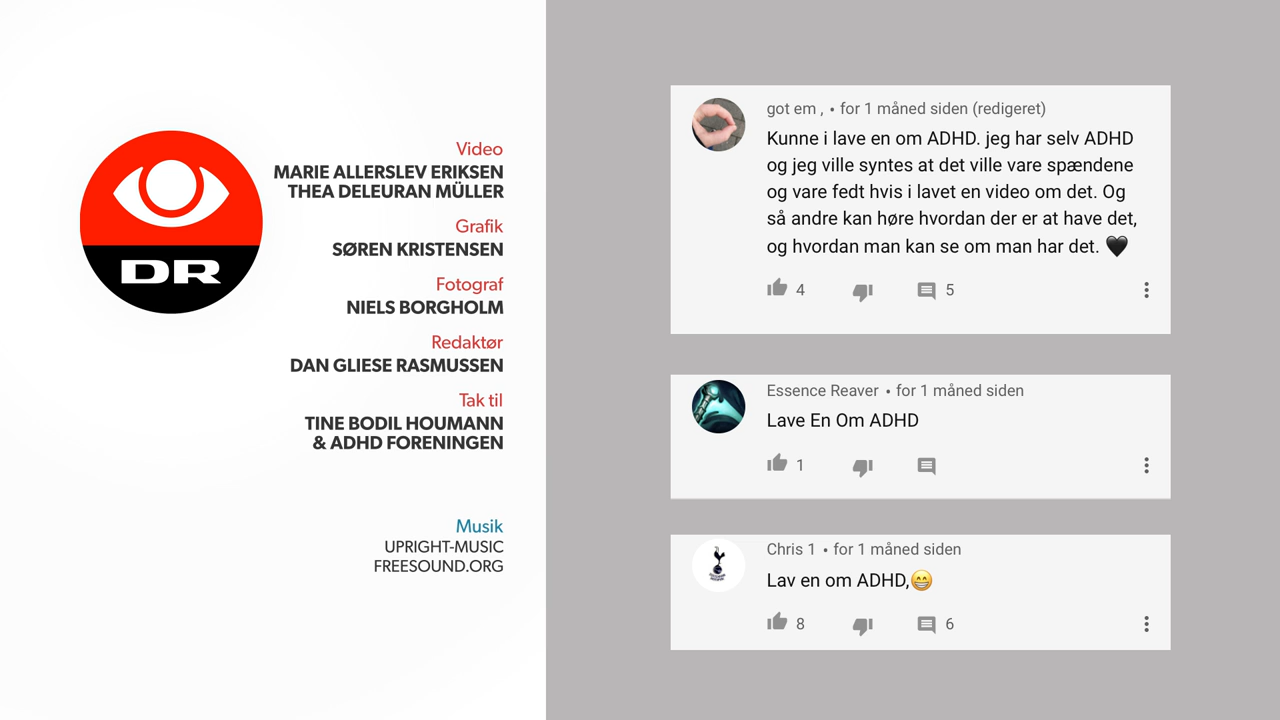 DR
Video
MARIE ALLERSLEV ERIKSEN
THEA DELEURAN MÜLLER
Grafik
SØREN KRISTENSEN
Fotograf
NIELS BORGHOLM
Redaktør
DAN GLIESE RASMUSSEN
Tak til
TINE BODIL HOUMANN
& ADHD FORENINGEN
Musik
UPRIGHT-MUSIC
FREESOUND.ORG
got em , • for 1 måned siden (redigeret)
Kunne i lave en om ADHD. jeg har selv ADHD
og jeg ville syntes at det ville vare spændene
og vare fedt hvis i lavet en video om det. Og
så andre kan høre hvordan der er at have det,
og hvordan man kan se om man har det. 🖤
4 5
Essence Reaver • for 1 måned siden
Lave En Om ADHD
1
Chris 1 • for 1 måned siden
Lav en om ADHD,😁
8 6